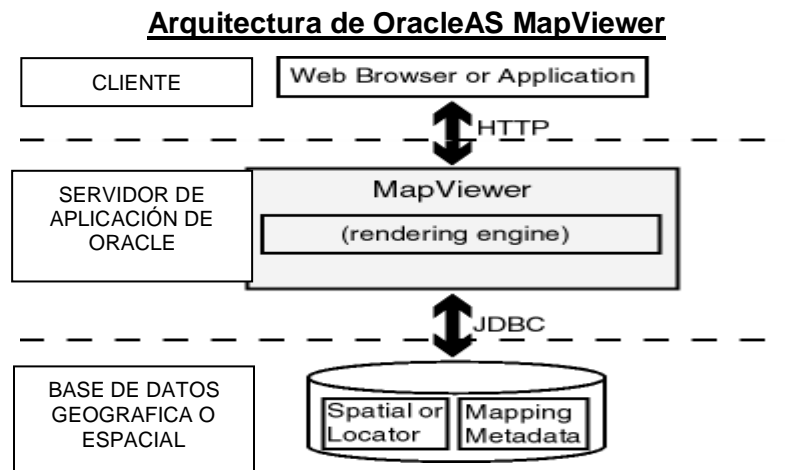 Arquitectura de OracleAS MapViewer
CLIENTE
Web Browser or Application
HTTP
SERVIDOR DE
APLICACIÓN DE
ORACLE
MapViewer
(rendering engine)
JDBC
BASE DE DATOS
GEOGRAFICA O
ESPACIAL
Spatial or
Locator
Mapping
Metadata